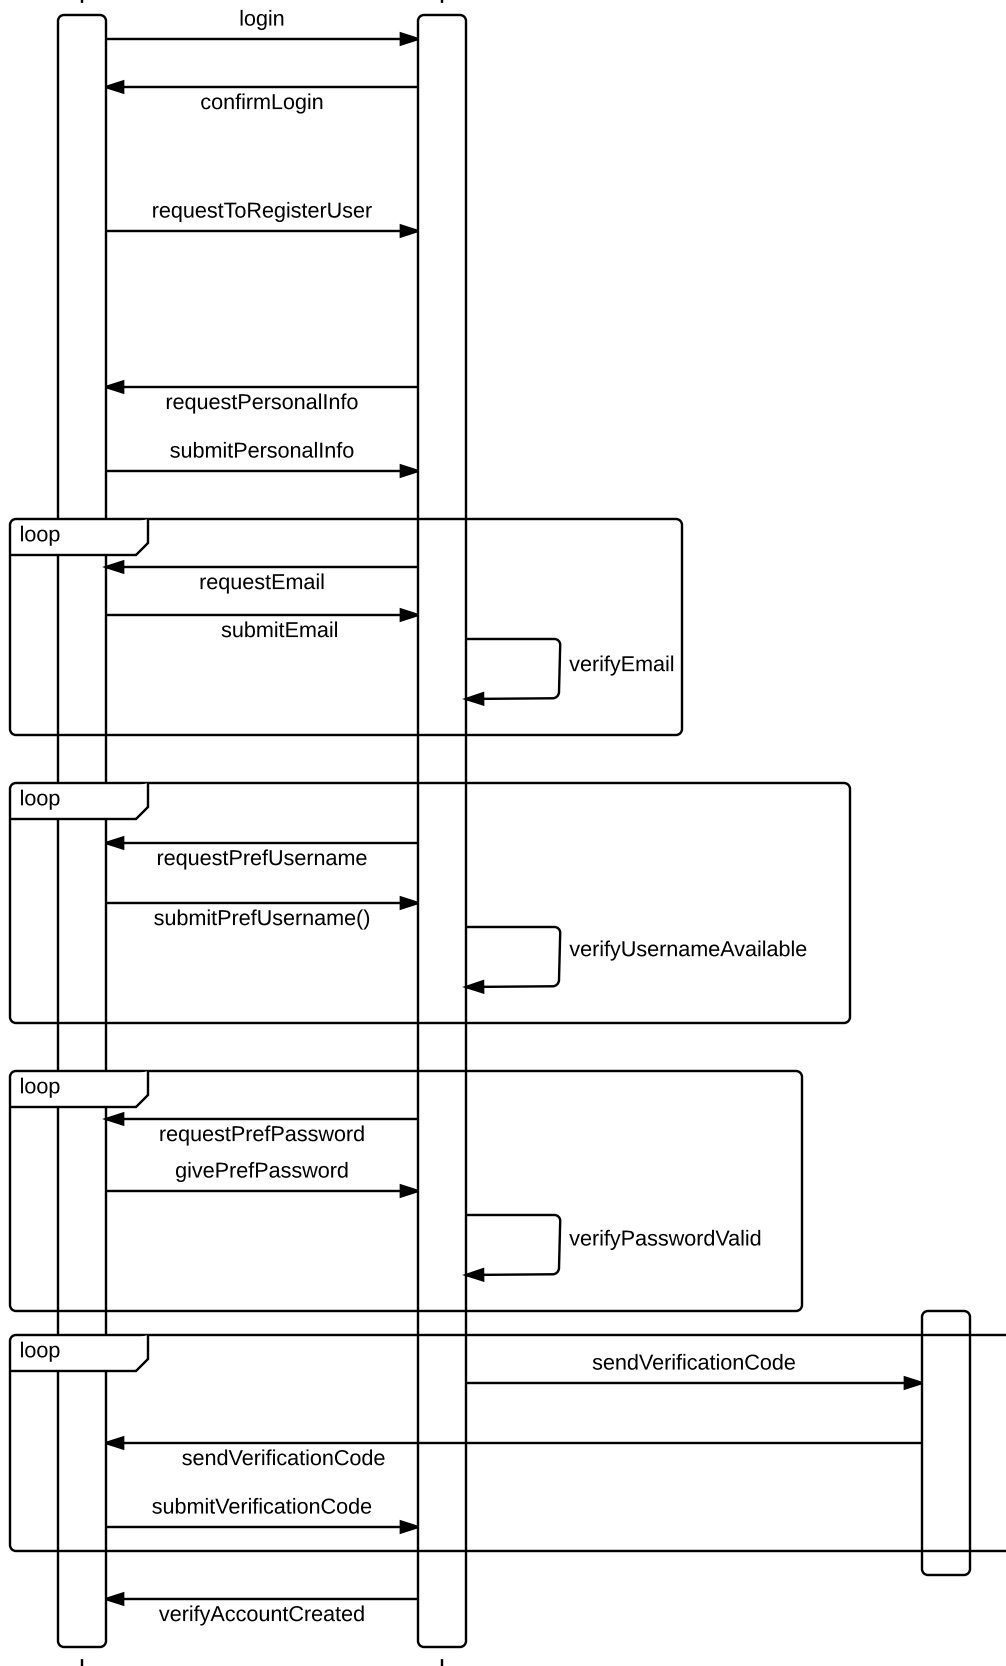 login
confirmLogin
requestToRegisterUser
requestPersonalInfo
submitPersonalInfo
loop
requestEmail
submitEmail
verifyEmail
loop
requestPrefUsername
submitPrefUsername()
verifyUsernameAvailable
loop
requestPrefPassword
givePrefPassword
verifyPasswordValid
loop
sendVerificationCode
sendVerificationCode
submitVerificationCode
verifyAccountCreated